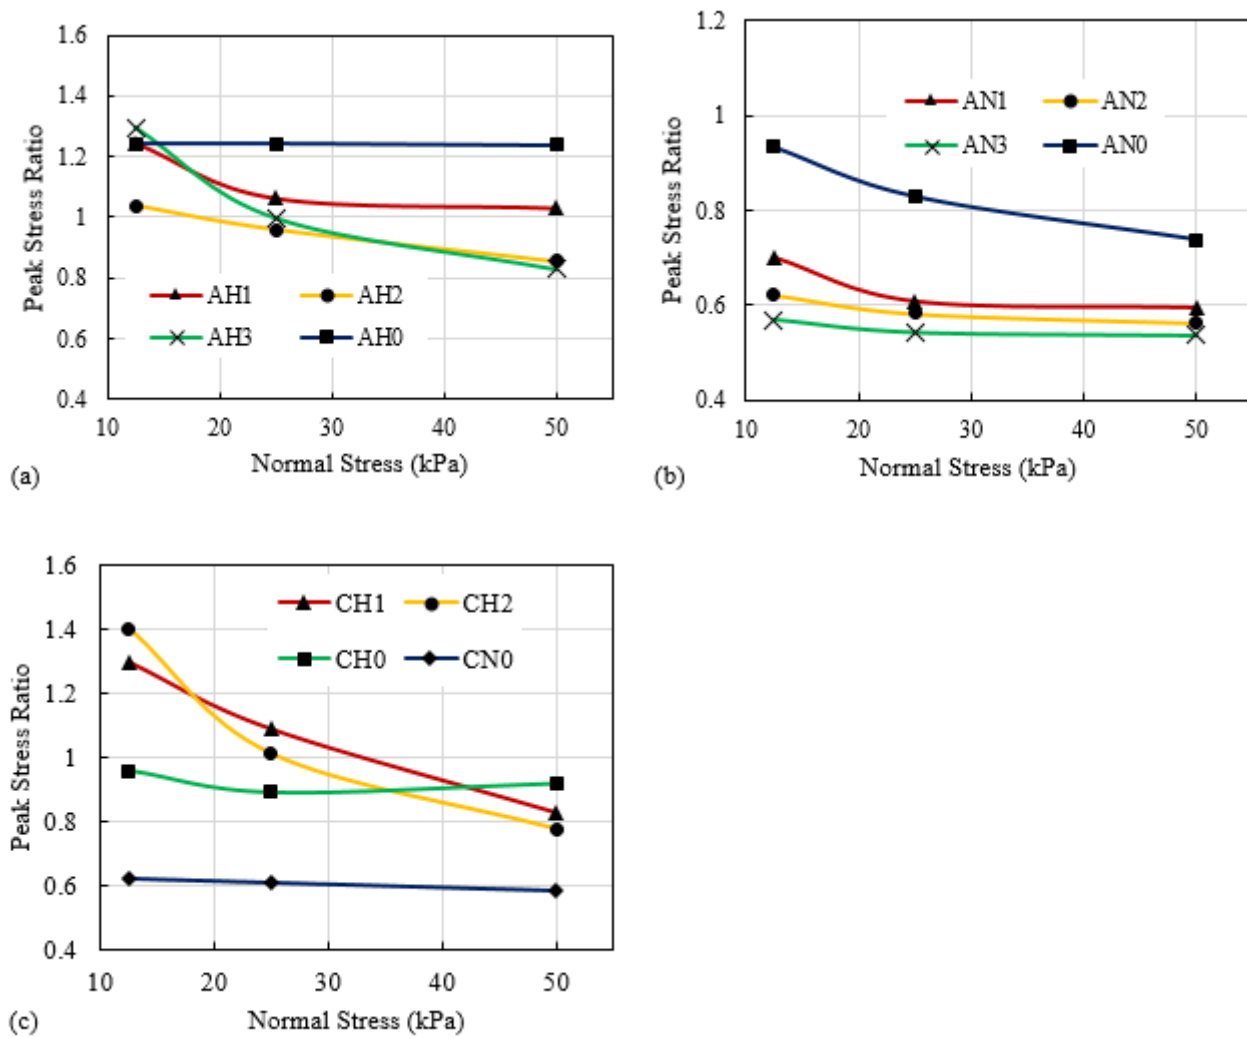 1.6
1.4
1.2
1
0.8
0.6
0.4
Peak Stress Ratio
AH1 AH2
AH3 AH0
10 20 30 40 50
Normal Stress (kPa)
(a)
1.2
1
0.8
0.6
0.4
Peak Stress Ratio
AN1 AN2
AN3 AN0
10 20 30 40 50
Normal Stress (kPa)
(b)
1.6
1.4
1.2
1
0.8
0.6
0.4
Peak Stress Ratio
CH1 CH2
CH0 CN0
10 20 30 40 50
Normal Stress (kPa)
(c)